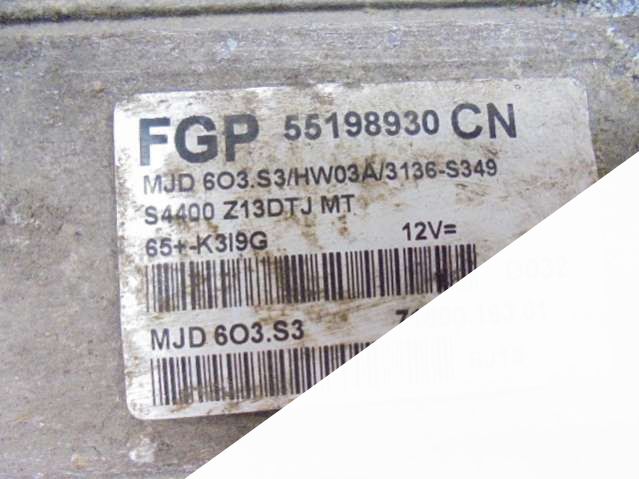 FGP 55198930 CN
MJD 6O3.S3/HW03A/3136-S349
S4400 Z13DTJ MT
65+-K3I9G 12V=
MJD 6O3.S3